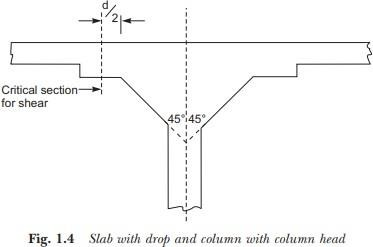 d/2
Critical section
for shear
45° 45°
Fig. 1.4 Slab with drop and column with column head